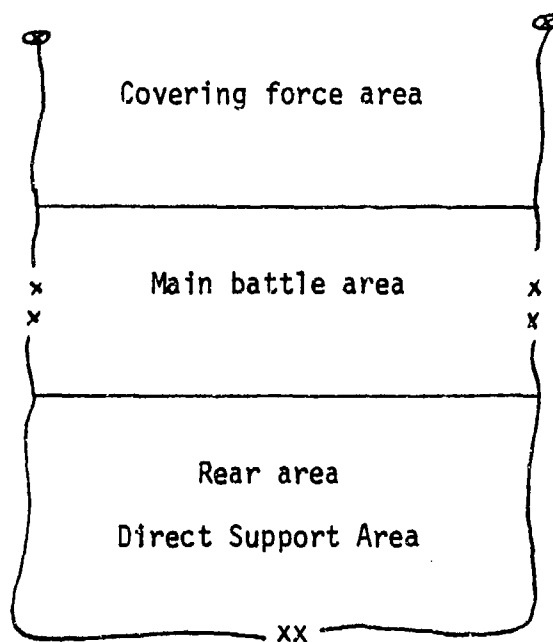 Covering force area
Main battle area
x x
x x
Rear area
Direct Support Area
xx